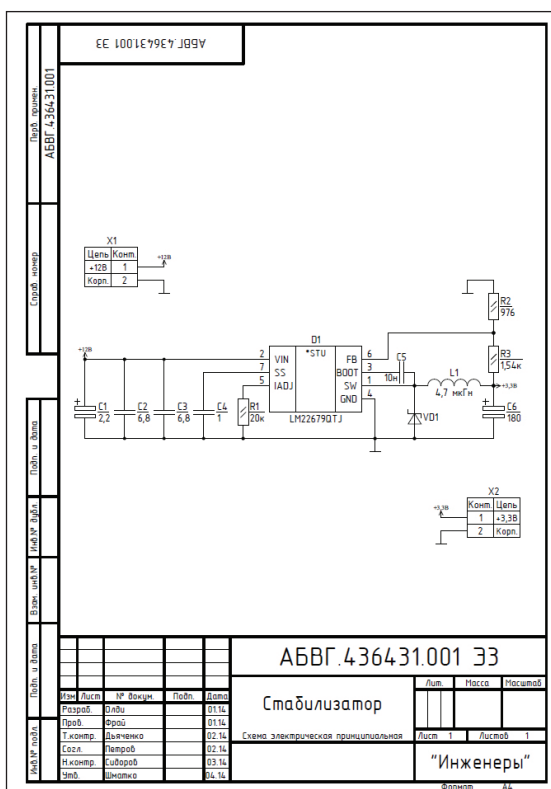 АБВГ.436431.001 ЭЗ
Перв. примен.
АБВГ.436431.001
Справ. номер
X1
Цепь Конт.
+12В 1
Корп. 2
+12В
R2
976
D1
*STU
2 VIN FB 6
7 SS BOOT 3
5 IADJ SW 1
GND 4
LM22679QTJ
C5
10н
R3
1,54к
L1
4,7 мкГн
+3,3В
+12В
C1
2,2
C2
6,8
C3
6,8
C4
1
R1
20к
VD1
C6
180
X2
Конт. Цепь
1 +3,3В
2 Корп.
+3,3В
Подп. и дата
Инв.№ дубл.
Взам. инв.№
Подп. и дата
Инв.№ подл.
АБВГ.436431.001 ЭЗ
Изм Лист № докум. Подп. Дата
Разраб. Олди 01.14
Пров. Фрой 01.14
Т.контр. Дьяченко 02.14
Согл. Петров 02.14
Н.контр. Сидоров 03.14
Утв. Шматко 04.14
Стабилизатор
Схема электрическая принципиальная
Лит. Масса Масштаб
Лист 1 Листов 1
"Инженеры"
Формат А4